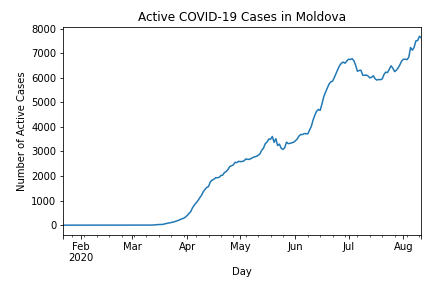 Active COVID-19 Cases in Moldova
8000
7000
6000
5000
4000
3000
2000
1000
0
Number of Active Cases
Feb Mar Apr May Jun Jul Aug
2020
Day